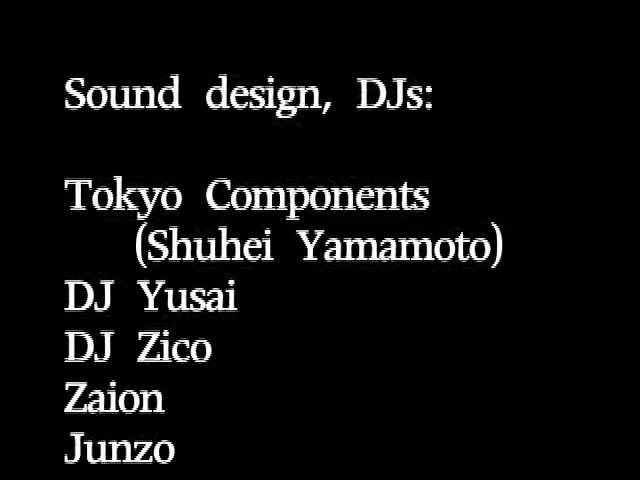 Sound design, DJs:
Tokyo Components
(Shuhei Yamamoto)
DJ Yusai
DJ Zico
Zaion
Junzo